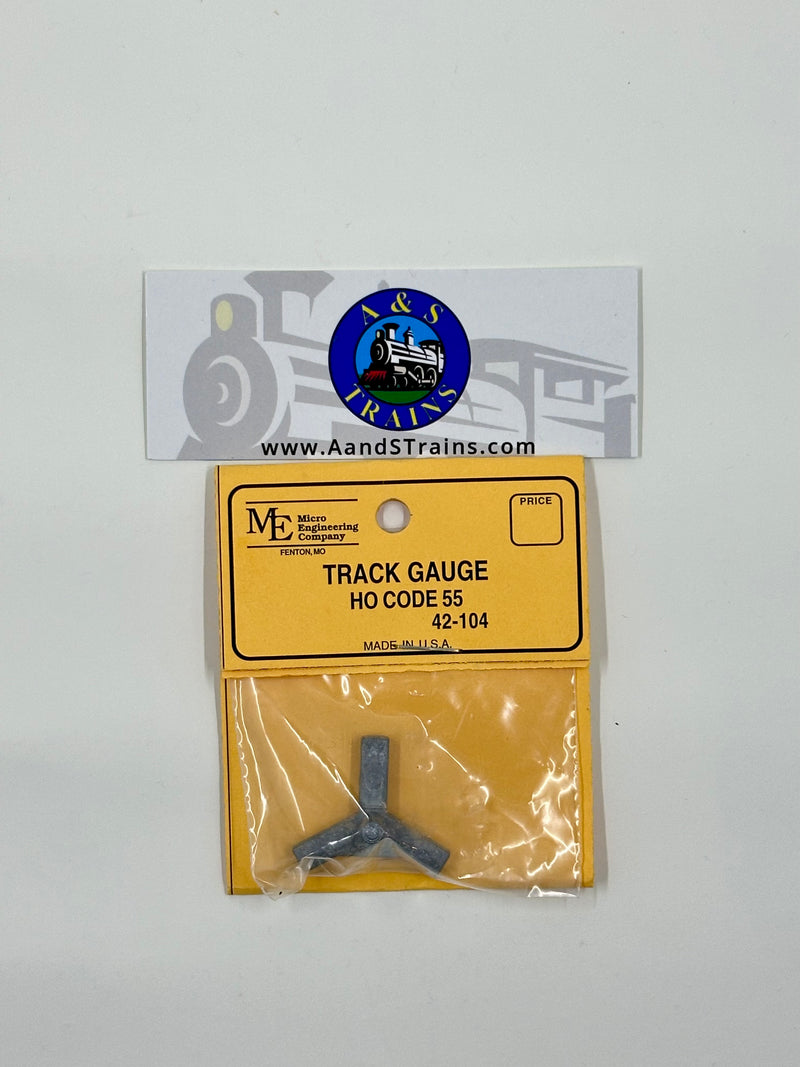 A & S
TRAINS
www.AandSTrains.com
ME Micro
Engineering
Company
FENTON, MO
PRICE
TRACK GAUGE
HO CODE 55
42-104
MADE IN U.S.A.